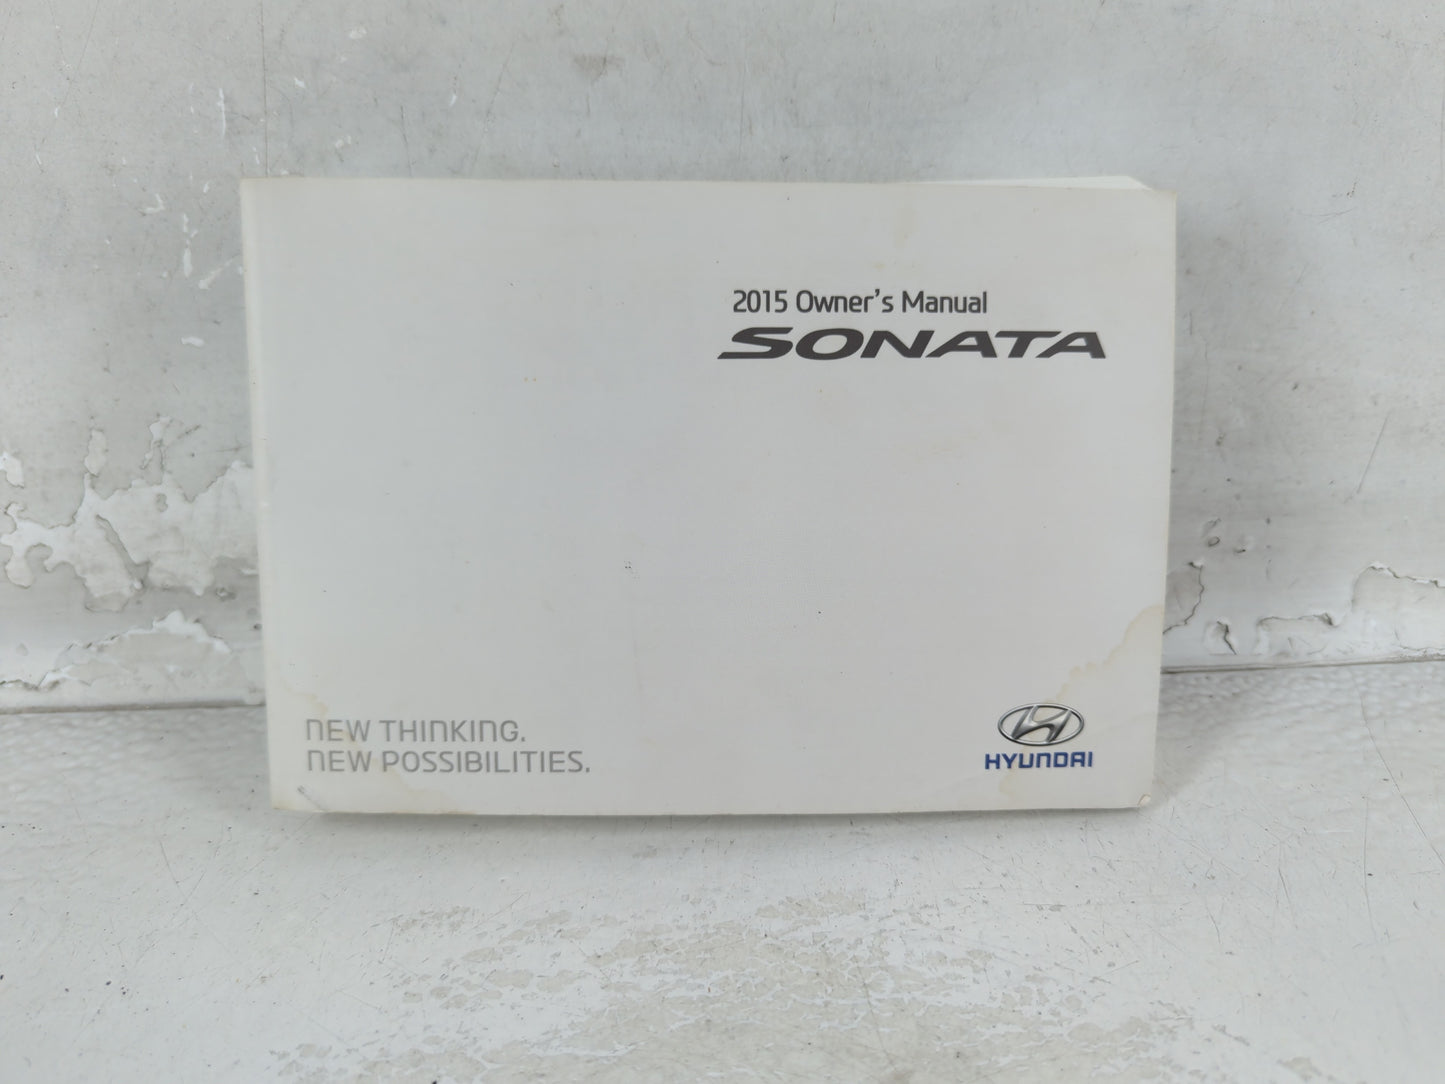 2015 Owner's Manual
SONATA
NEW THINKING.
NEW POSSIBILITIES.
HYUNDAI